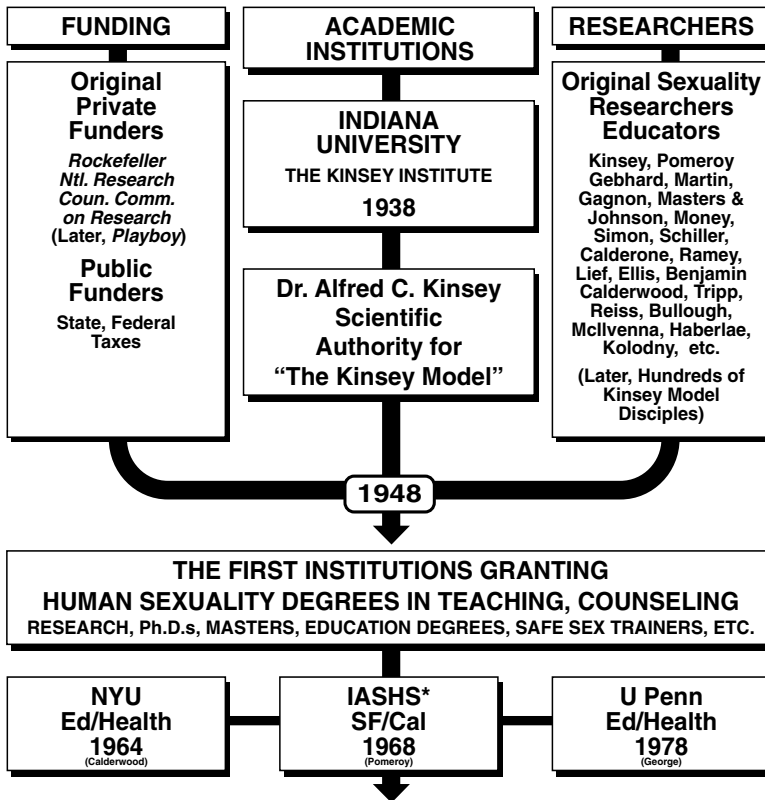 FUNDING
Original
Private
Funders
Rockefeller
Ntl. Research
Coun. Comm.
on Research
(Later, Playboy)
Public
Funders
State, Federal
Taxes
ACADEMIC
INSTITUTIONS
INDIANA
UNIVERSITY
THE KINSEY INSTITUTE
1938
Dr. Alfred C. Kinsey
Scientific
Authority for
“The Kinsey Model”
RESEARCHERS
Original Sexuality
Researchers
Educators
Kinsey, Pomeroy
Gebhard, Martin,
Gagnon, Masters &
Johnson, Money,
Simon, Schiller,
Calderone, Ramey,
Lief, Ellis, Benjamin
Calderwood, Tripp,
Reiss, Bullough,
McIlvenna, Haberlae,
Kolodny, etc.
(Later, Hundreds of
Kinsey Model
Disciples)
1948
THE FIRST INSTITUTIONS GRANTING
HUMAN SEXUALITY DEGREES IN TEACHING, COUNSELING
RESEARCH, Ph.D.s, MASTERS, EDUCATION DEGREES, SAFE SEX TRAINERS, ETC.
NYU
Ed/Health
1964
(Calderwood)
IASHS*
SF/Cal
1968
(Pomeroy)
U Penn
Ed/Health
1978
(George)